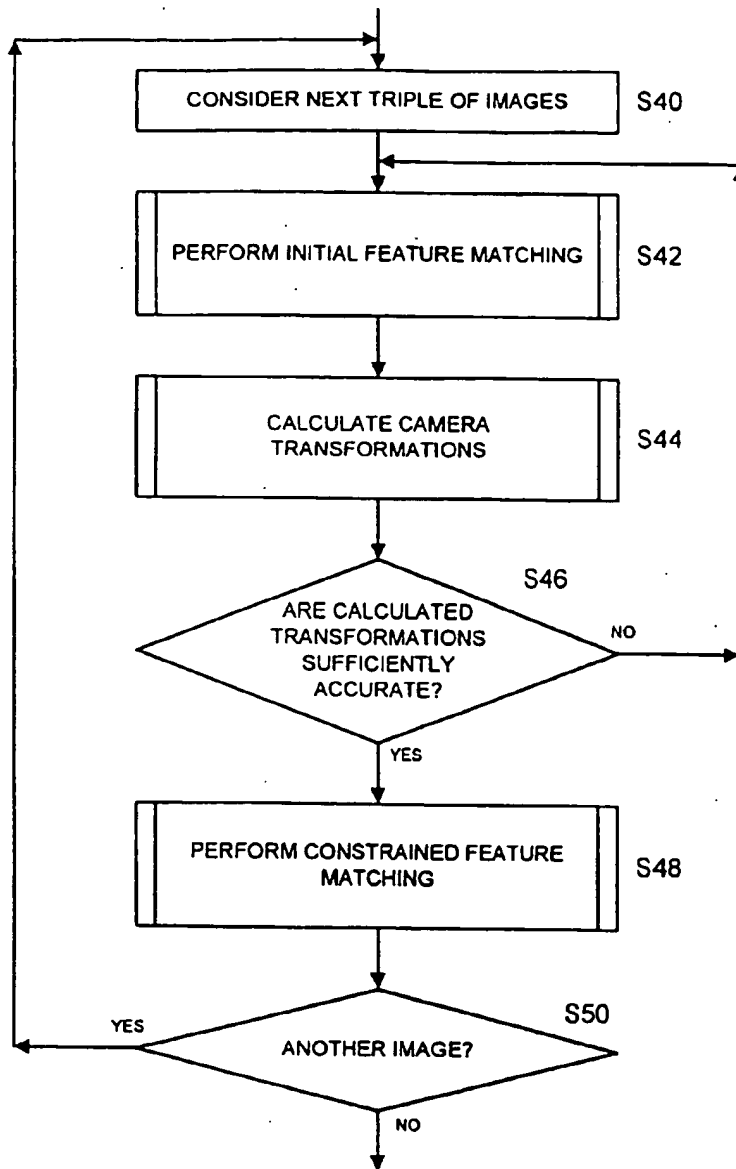 CONSIDER NEXT TRIPLE OF IMAGES
S40
PERFORM INITIAL FEATURE MATCHING
S42
CALCULATE CAMERA
TRANSFORMATIONS
S44
S46
ARE CALCULATED
TRANSFORMATIONS
SUFFICIENTLY
ACCURATE?
NO
YES
PERFORM CONSTRAINED FEATURE
MATCHING
S48
S50
YES
ANOTHER IMAGE?
NO